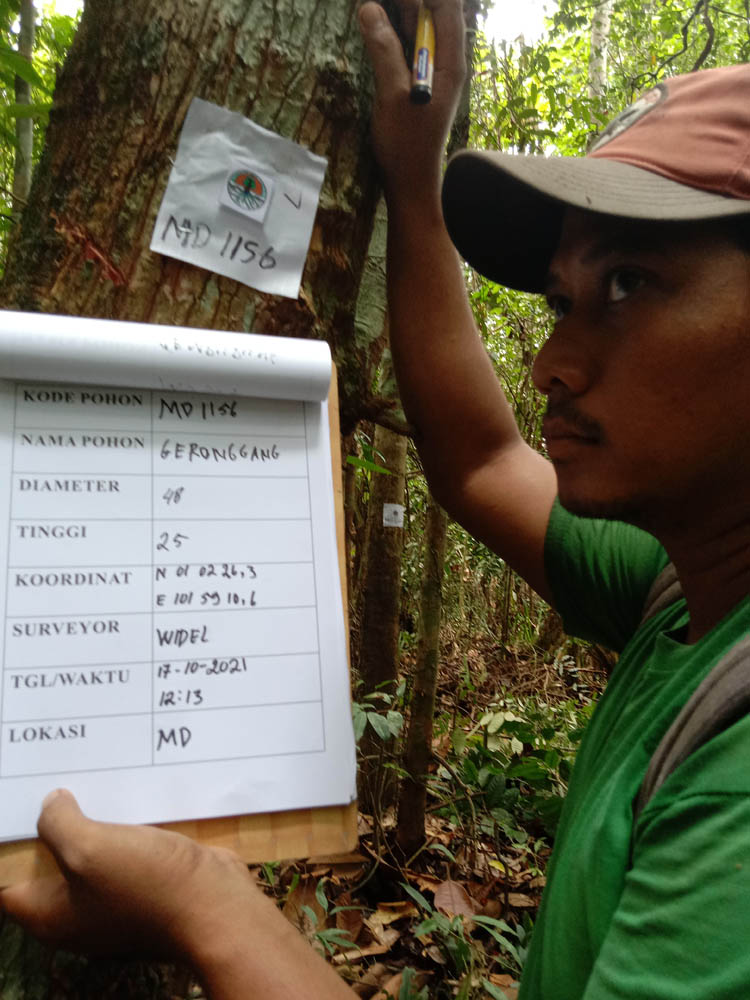 MD 1156
KODE POHON MD 1156
NAMA POHON GERONGGANG
DIAMETER 48
TINGGI 25
KOORDINAT N 01 02 26,3
E 101 59 10,6
SURVEYOR WIDEL
TGL/WAKTU 17-10-2021
12:13
LOKASI MD